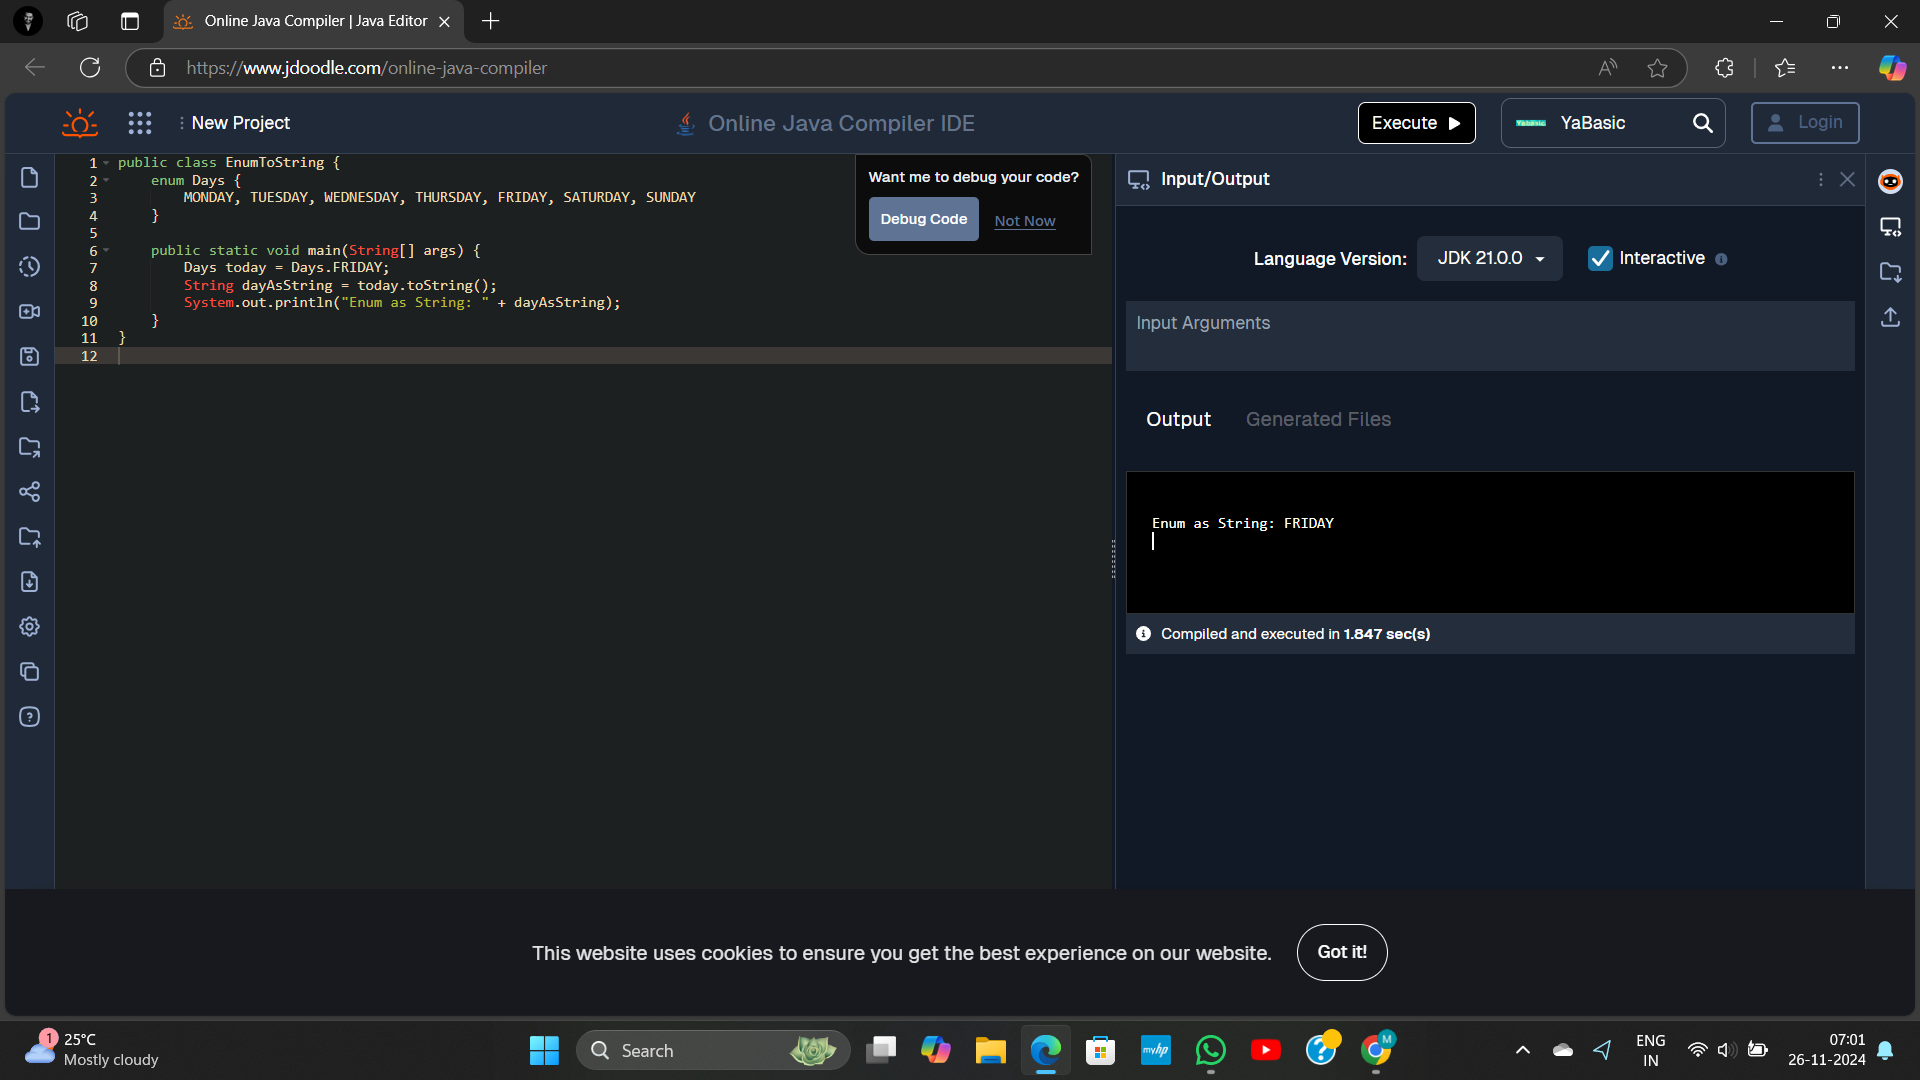 Online Java Compiler | Java Editor
https://www.jdoodle.com/online-java-compiler
New Project
Online Java Compiler IDE
Execute
YaBasic
YaBasic
Login
1 public class EnumToString {
2 enum Days {
3 MONDAY, TUESDAY, WEDNESDAY, THURSDAY, FRIDAY, SATURDAY, SUNDAY
4 }
5
6 public static void main(String[] args) {
7 Days today = Days.FRIDAY;
8 String dayAsString = today.toString();
9 System.out.println("Enum as String: " + dayAsString);
10 }
11 }
12
Want me to debug your code?
Debug Code
Not Now
Input/Output
Language Version:
JDK 21.0.0
Interactive
Input Arguments
Output
Generated Files
Enum as String: FRIDAY
Compiled and executed in 1.847 sec(s)
This website uses cookies to ensure you get the best experience on our website.
Got it!
1
25°C
Mostly cloudy
Search
myhp
M
ENG
IN
07:01
26-11-2024